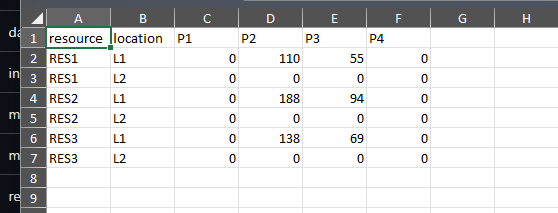 da
in
m
m
re
A B C D E F G H
1 resource location P1 P2 P3 P4
2 RES1 L1 0 110 55 0
3 RES1 L2 0 0 0 0
4 RES2 L1 0 188 94 0
5 RES2 L2 0 0 0 0
6 RES3 L1 0 138 69 0
7 RES3 L2 0 0 0 0
8
9